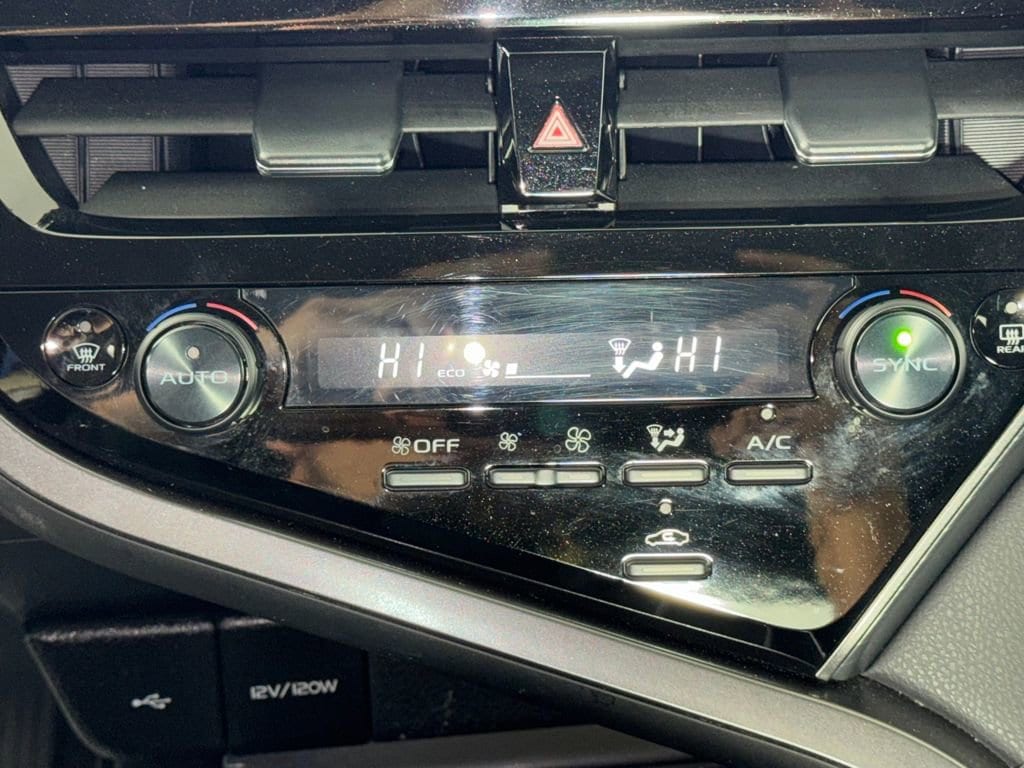 FRONT
AUTO
HI
ECO
HI
SYNC
REAR
OFF
A/C
12V/120W